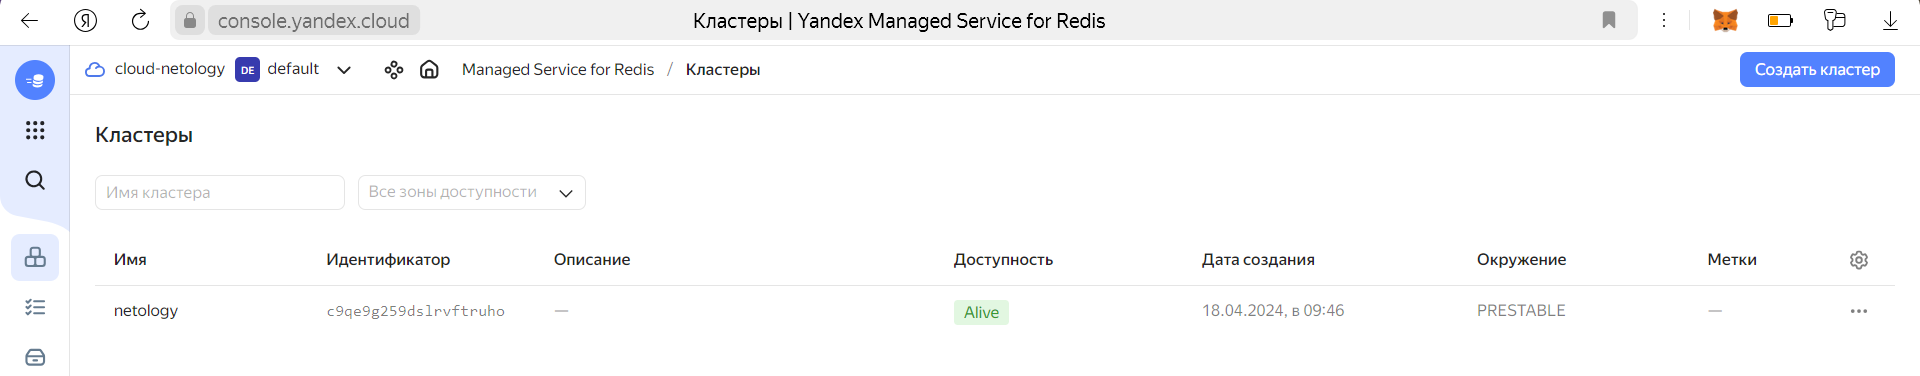 console.yandex.cloud Кластеры | Yandex Managed Service for Redis
cloud-netology DE default Managed Service for Redis / Кластеры Создать кластер
Кластеры
Имя кластера Все зоны доступности
Имя Идентификатор Описание Доступность Дата создания Окружение Метки
netology c9qe9g259dslrvftruho — Alive 18.04.2024, в 09:46 PRESTABLE —